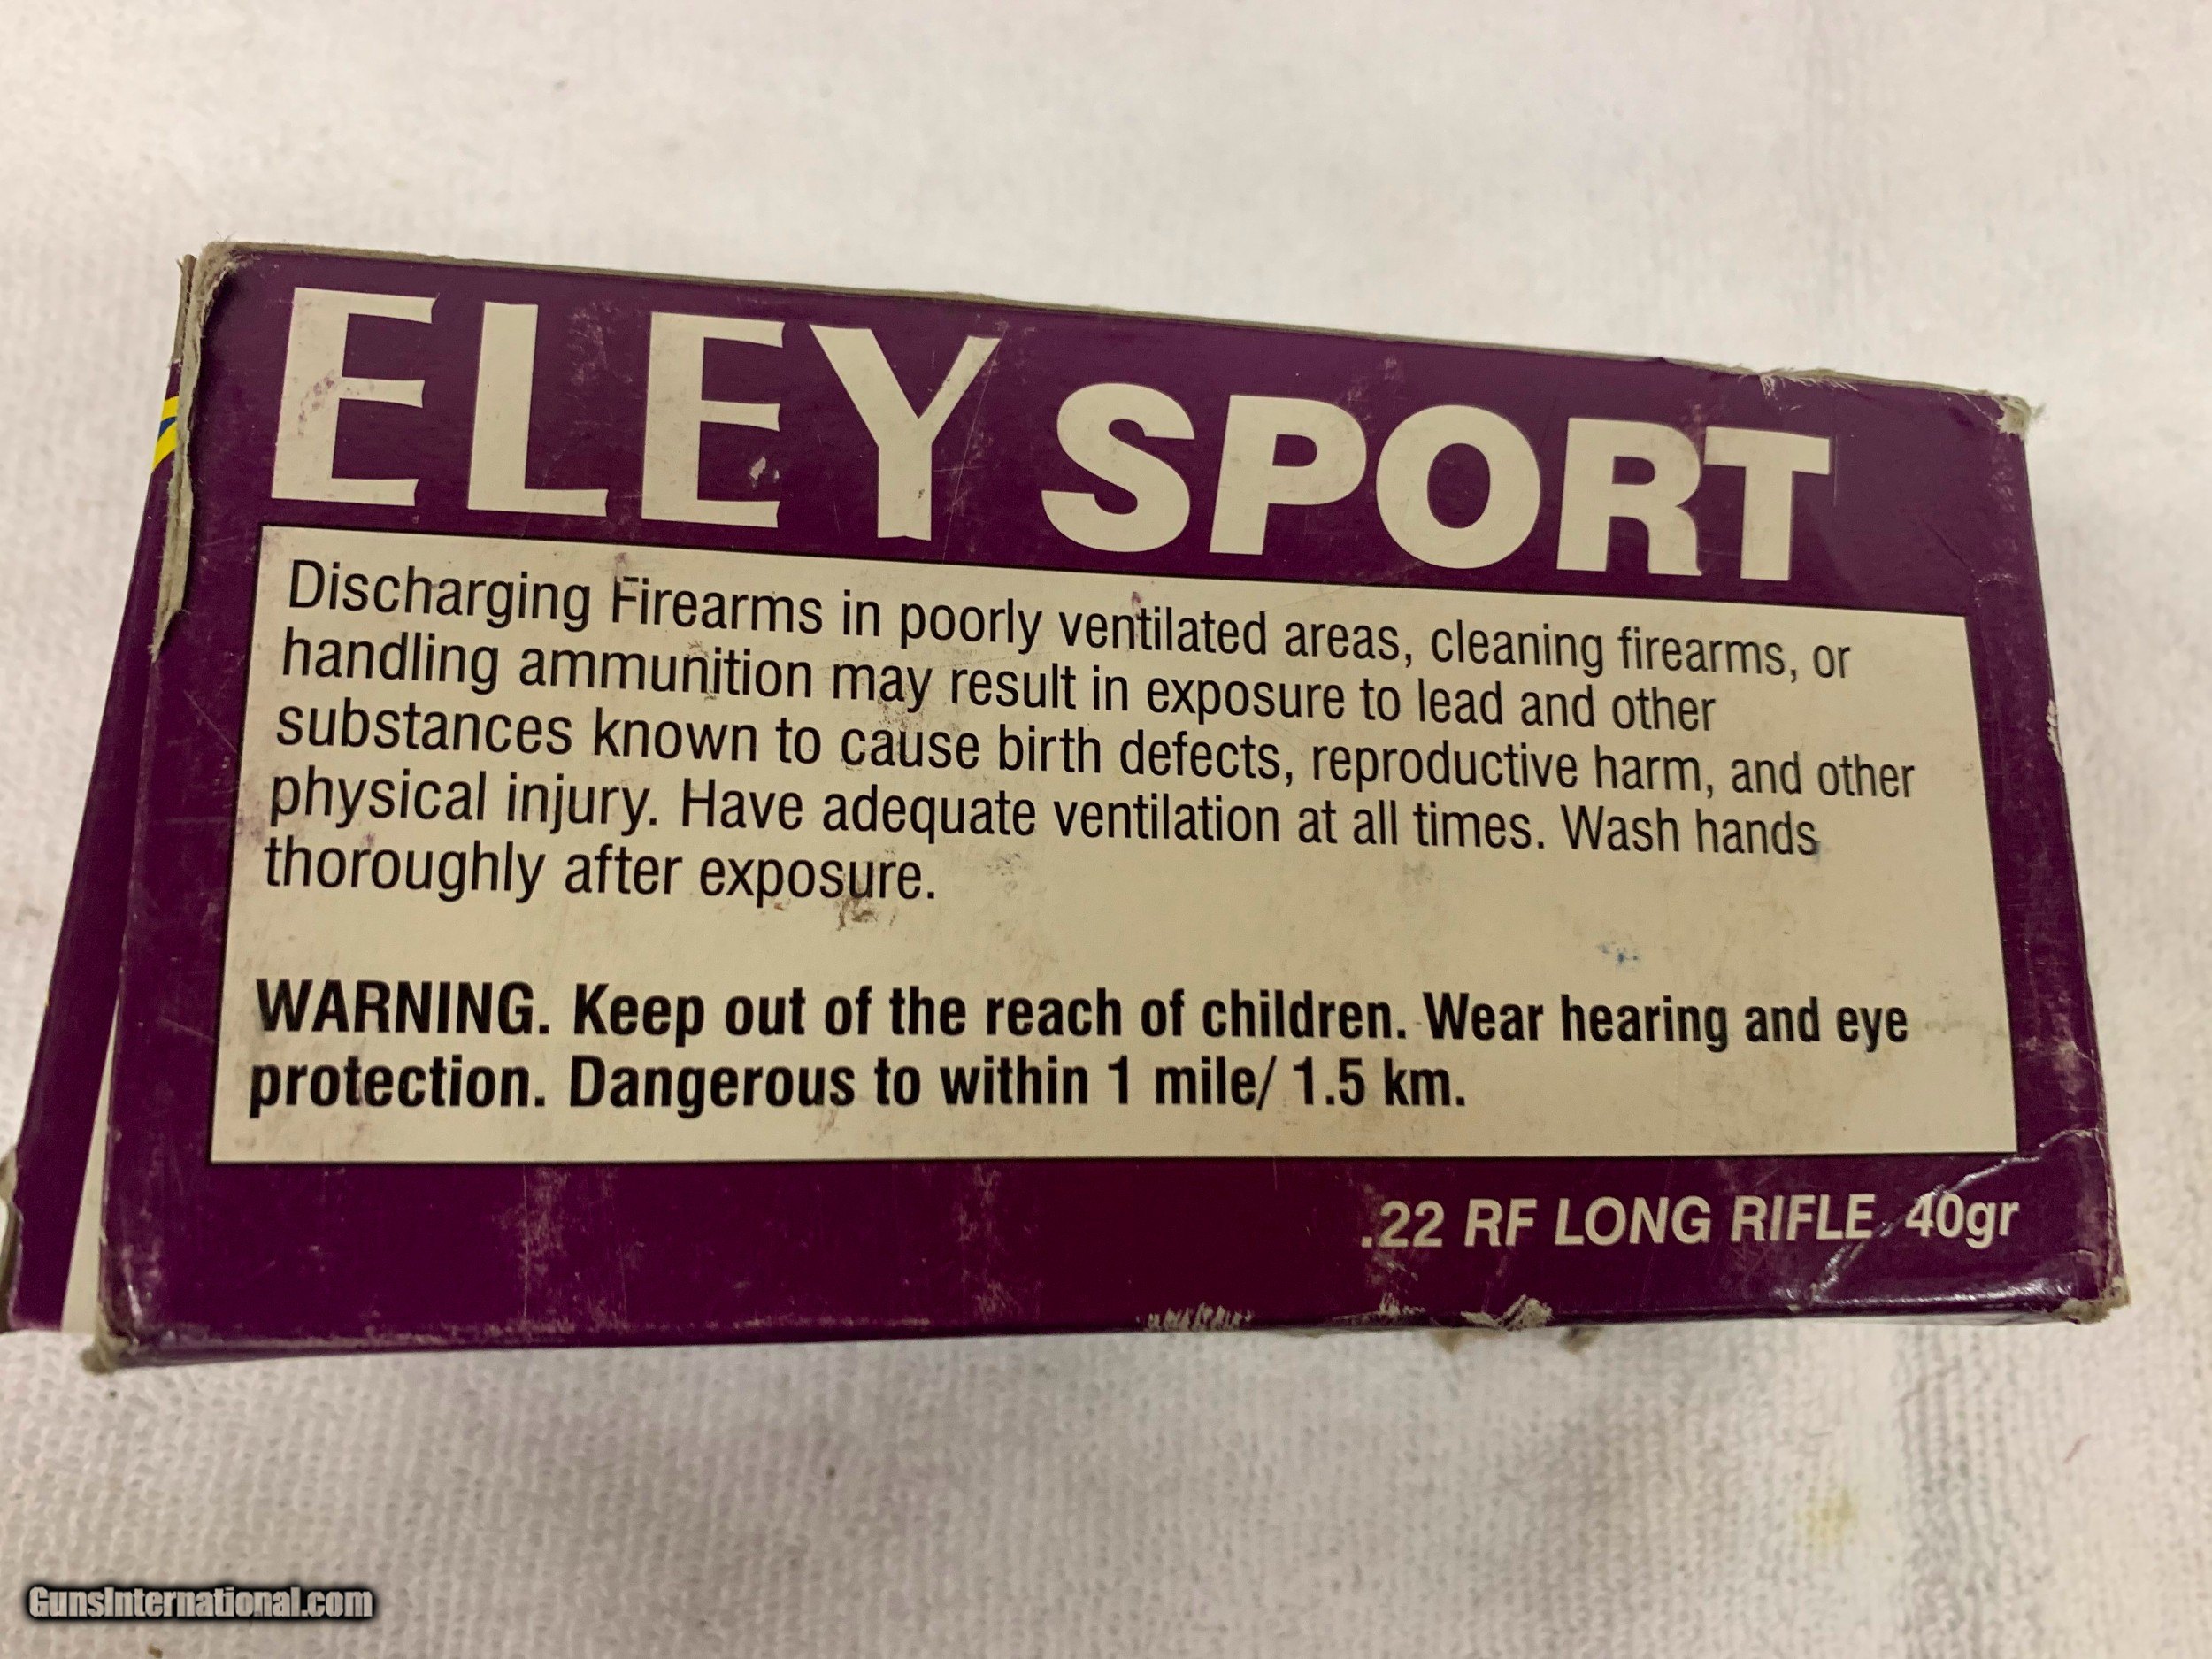 ELEY SPORT
Discharging Firearms in poorly ventilated areas, cleaning firearms, or
handling ammunition may result in exposure to lead and other
substances known to cause birth defects, reproductive harm, and other
physical injury. Have adequate ventilation at all times. Wash hands
thoroughly after exposure.
WARNING. Keep out of the reach of children. Wear hearing and eye
protection. Dangerous to within 1 mile/ 1.5 km.
.22 RF LONG RIFLE, 40gr
GunsInternational.com